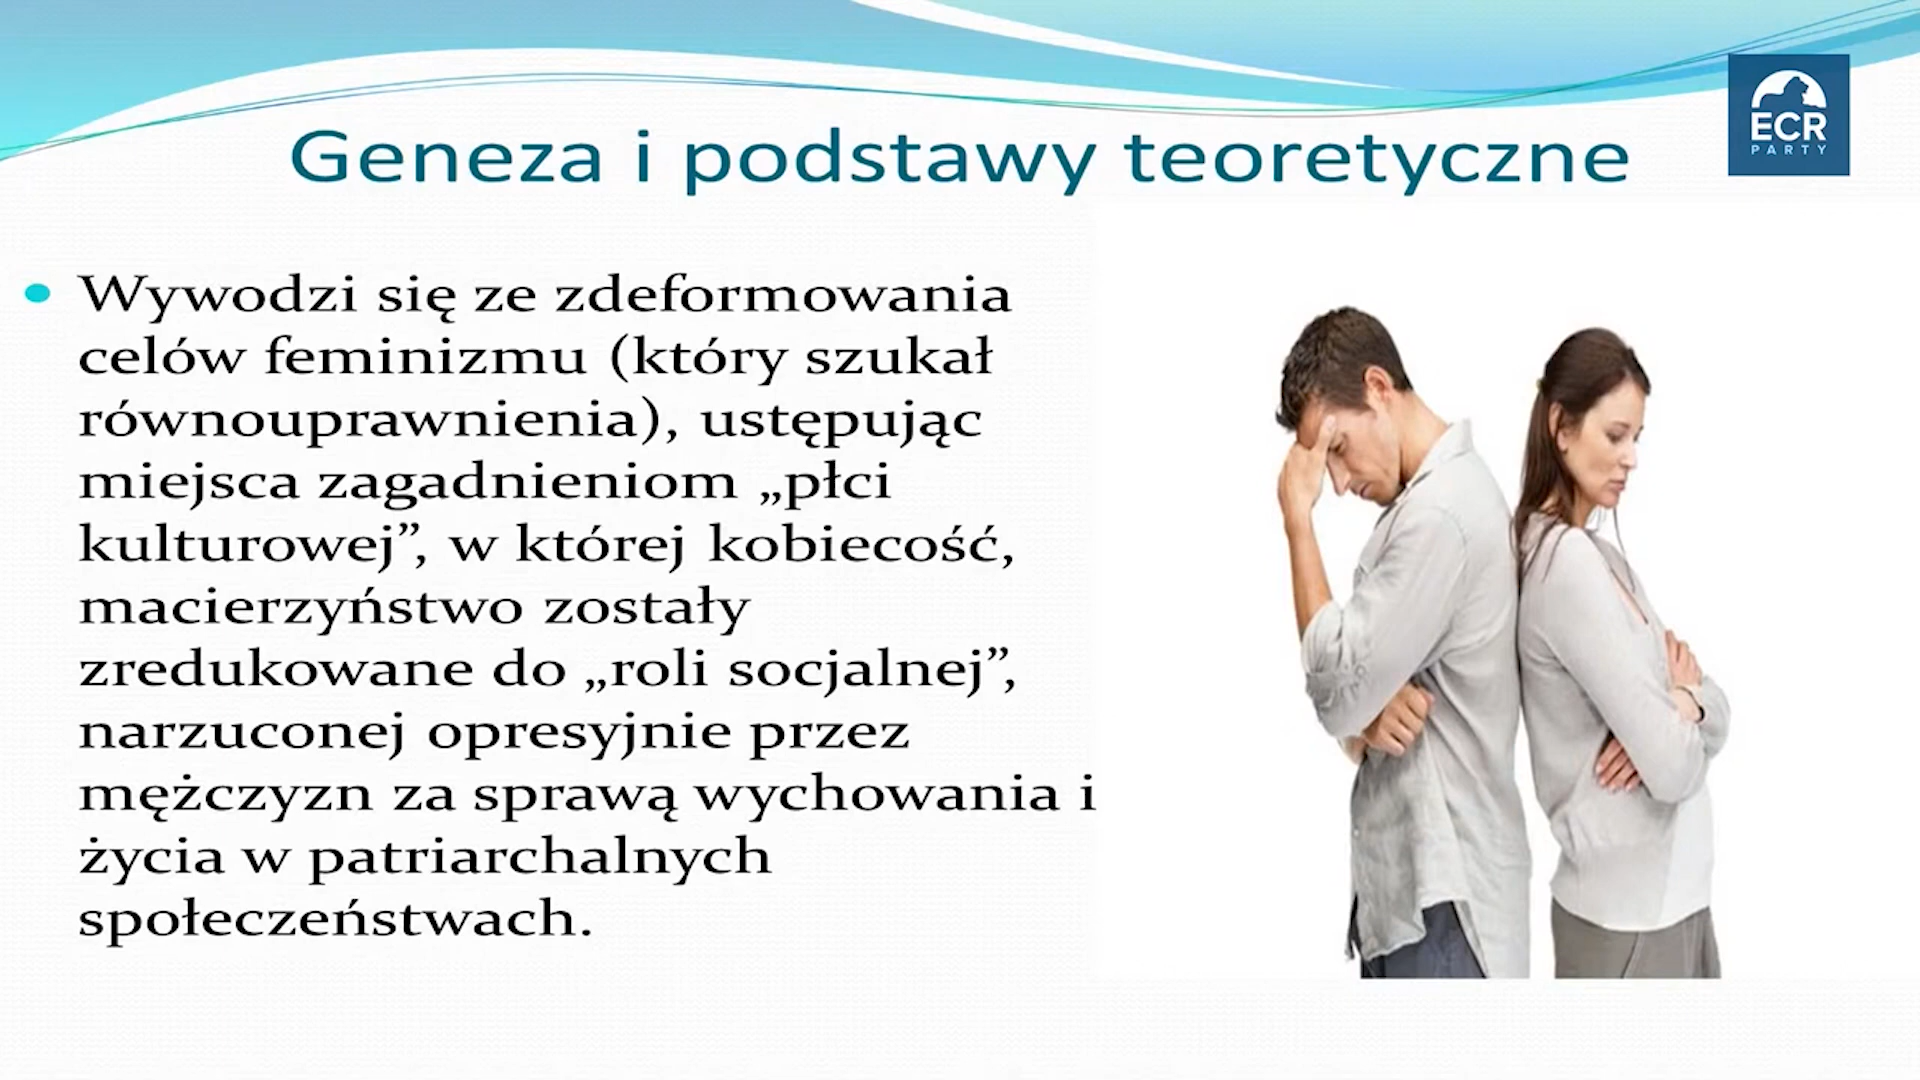 Geneza i podstawy teoretyczne
ECR
PARTY
• Wywodzi się ze zdeformowania
celów feminizmu (który szukał
równouprawnienia), ustępując
miejsca zagadnieniom „płci
kulturowej”, w której kobiecość,
macierzyństwo zostały
zredukowane do „roli socjalnej”,
narzuconej opresyjnie przez
mężczyzn za sprawą wychowania i
życia w patriarchalnych
społeczeństwach.